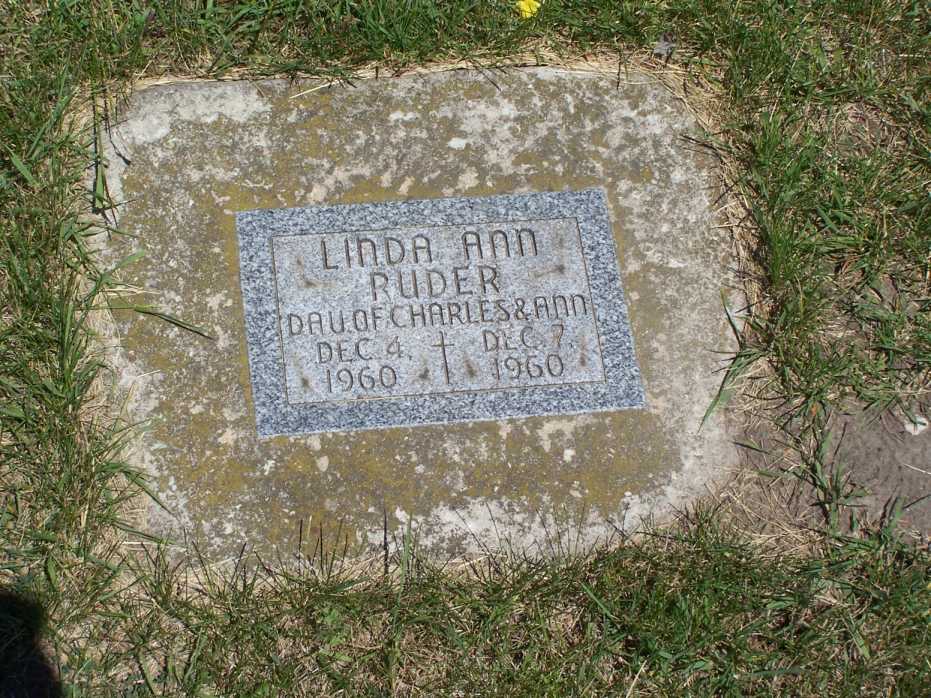 LINDA ANN
RUDER
DAU. OF. CHARLES & ANN
DEC. 4, DEC. 7,
1960 1960